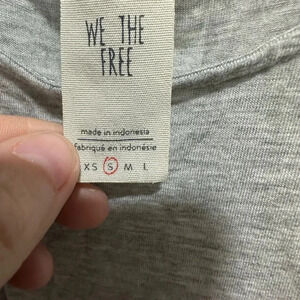 WE THE
FREE
made in indonesia
fabriqué en indonésie
XS S M L